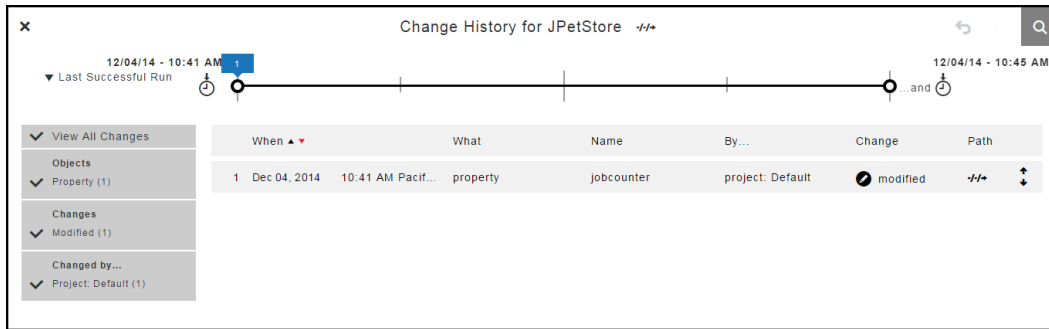 Change History for JPetStore
12/04/14 - 10:41 AM
1
12/04/14 - 10:45 AM
Last Successful Run
...and
View All Changes
When What Name By... Change Path
Objects
Property (1)
1 Dec 04, 2014 10:41 AM Pacif... property jobcounter project: Default modified
Changes
Modified (1)
Changed by...
Project: Default (1)